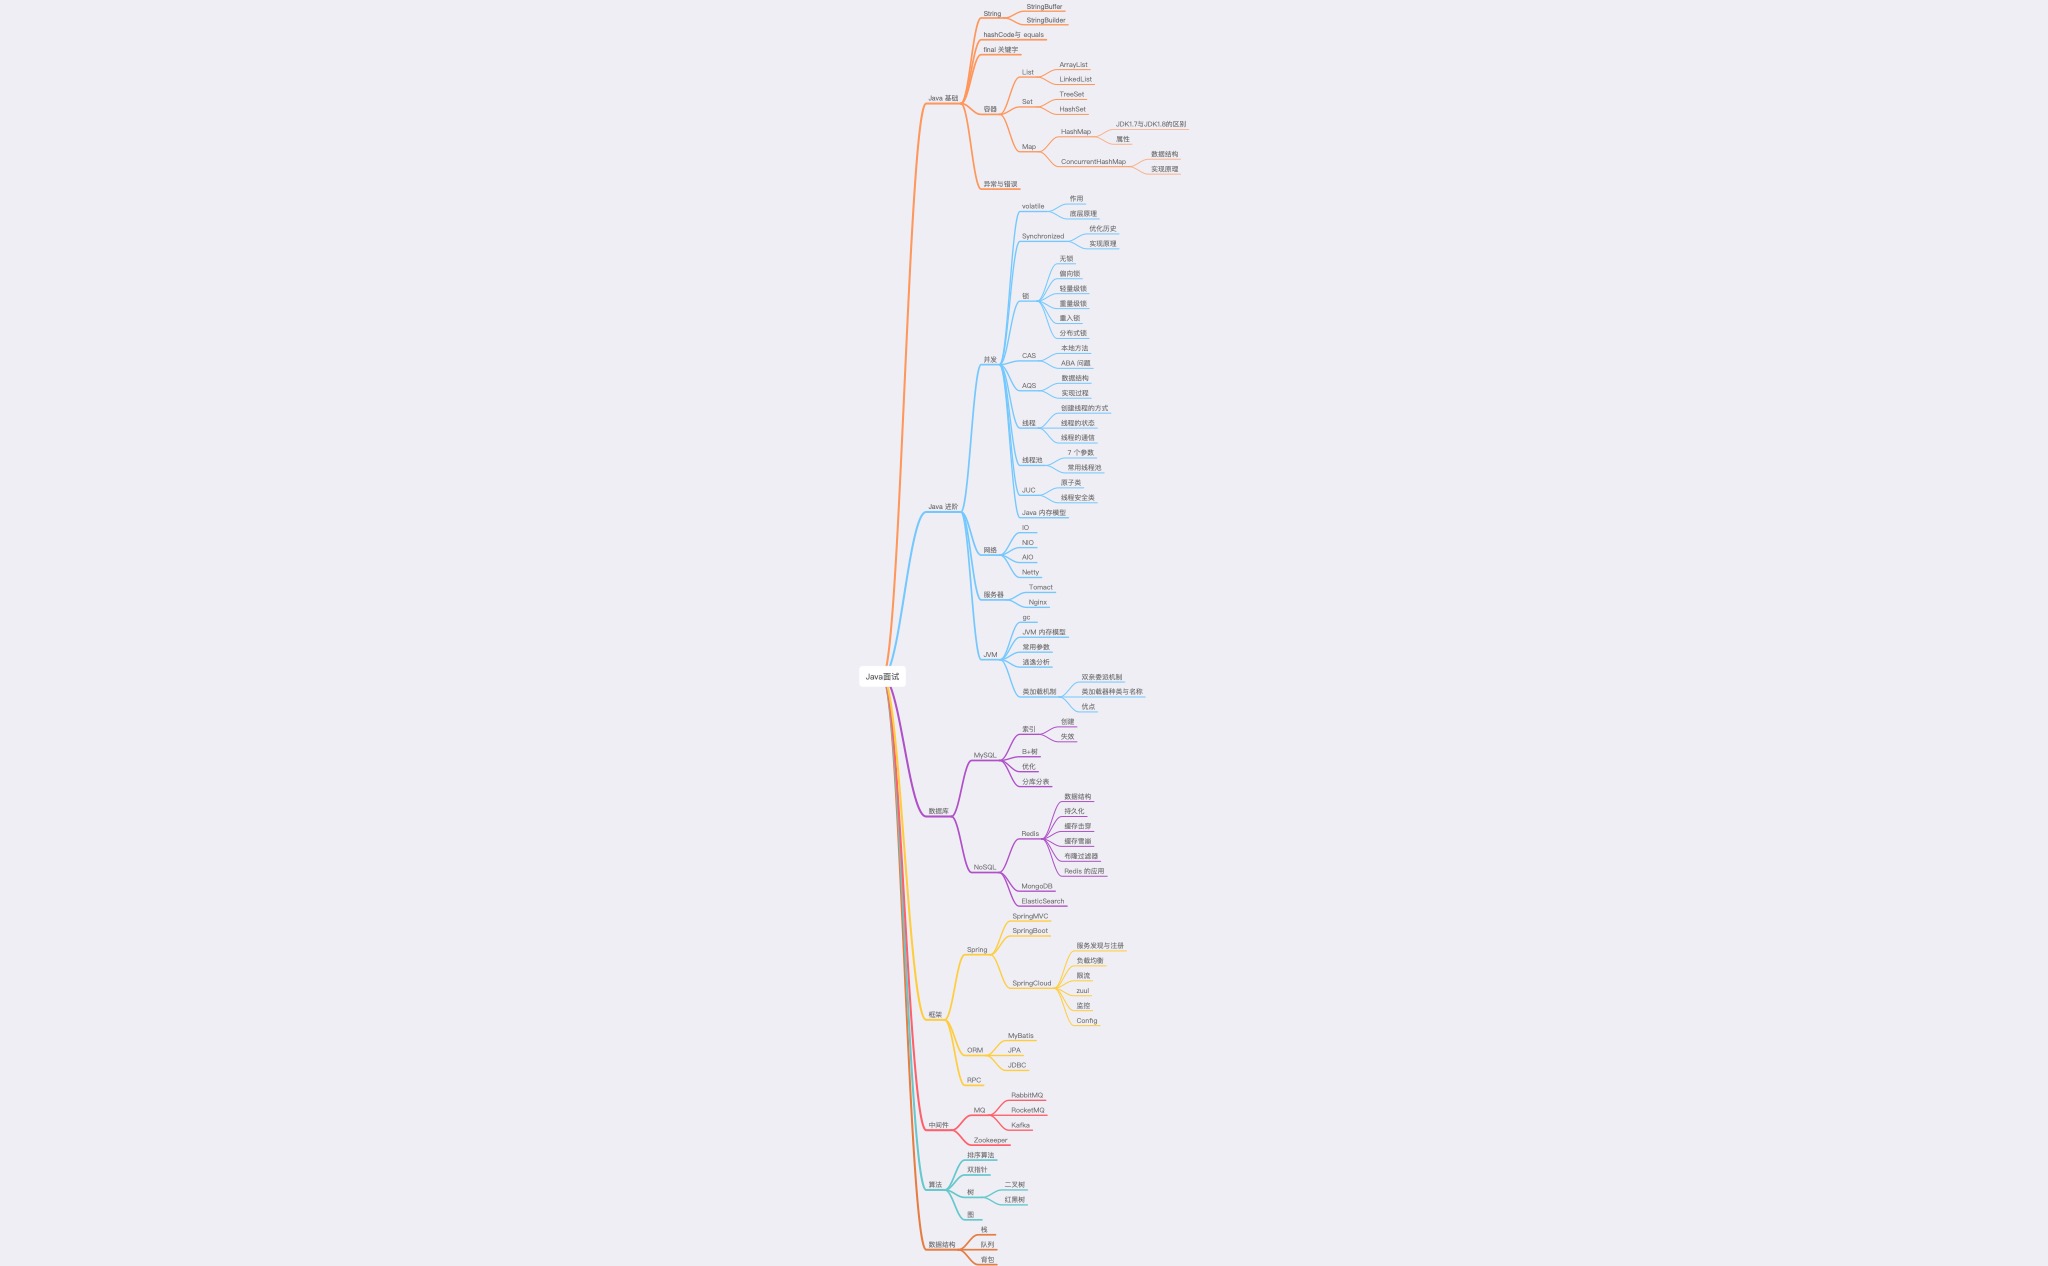 StringBuffer
String
StringBuilder
hashCode与 equals
final 关键字
ArrayList
List
LinkedList
TreeSet
Set
HashSet
Java 基础
容器
JDK1.7与JDK1.8的区别
HashMap
属性
Map
数据结构
ConcurrentHashMap
实现原理
异常与错误
作用
volatile
底层原理
优化历史
Synchronized
实现原理
无锁
偏向锁
轻量级锁
锁
重量级锁
重入锁
分布式锁
本地方法
并发
CAS
ABA 问题
数据结构
AQS
实现过程
创建线程的方式
线程
线程的状态
线程的通信
7 个参数
线程池
常用线程池
原子类
JUC
线程安全类
Java 进阶
Java 内存模型
IO
NIO
网络
AIO
Netty
Tomact
服务器
Nginx
gc
JVM 内存模型
常用参数
JVM
逃逸分析
Java面试
双亲委派机制
类加载机制
类加载器种类与名称
优点
创建
索引
失效
B+树
MySQL
优化
分库分表
数据结构
数据库
持久化
缓存击穿
Redis
缓存雪崩
布隆过滤器
NoSQL
Redis 的应用
MongoDB
ElasticSearch
SpringMVC
SpringBoot
Spring
服务发现与注册
负载均衡
限流
SpringCloud
zuul
监控
Config
框架
MyBatis
ORM
JPA
JDBC
RPC
RabbitMQ
MQ
RocketMQ
中间件
Kafka
Zookeeper
排序算法
双指针
算法
二叉树
树
红黑树
图
栈
数据结构
队列
背包